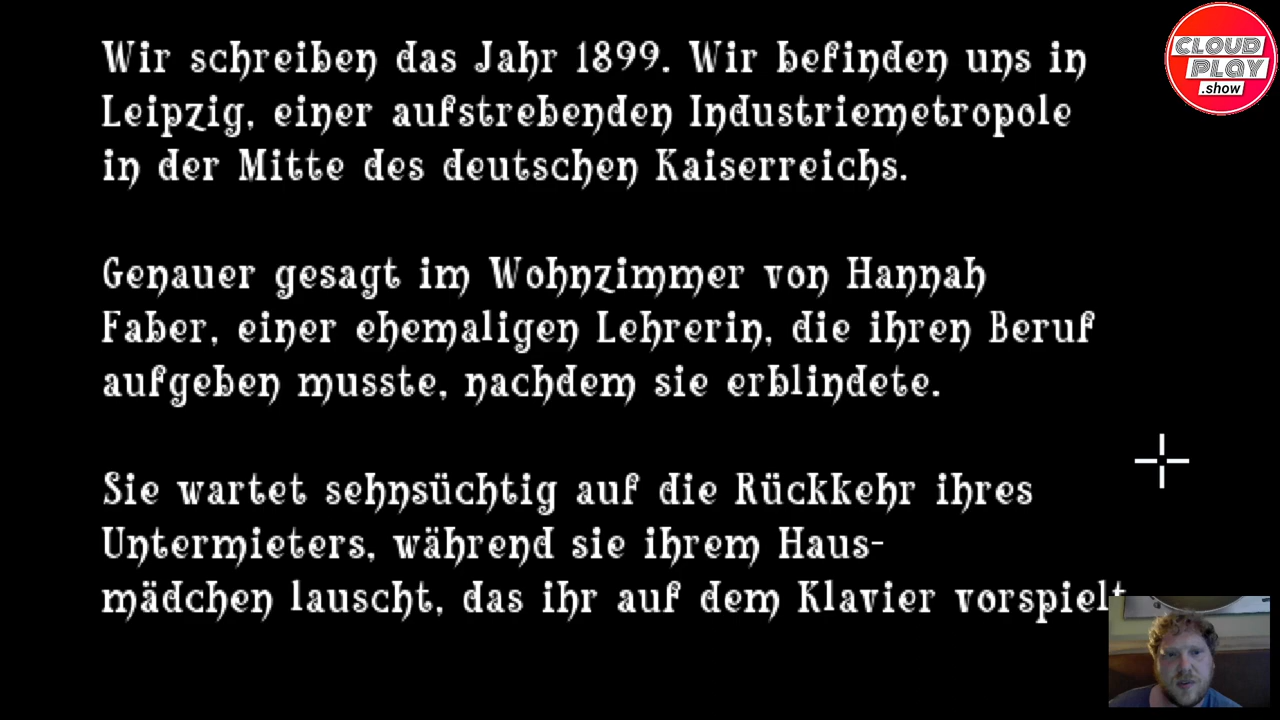 Wir schreiben das Jahr 1899. Wir befinden uns in
Leipzig, einer aufstrebenden Industriemetropole
in der Mitte des deutschen Kaiserreichs.
Genauer gesagt im Wohnzimmer von Hannah
Faber, einer ehemaligen Lehrerin, die ihren Beruf
aufgeben musste, nachdem sie erblindete.
Sie wartet sehnsüchtig auf die Rückkehr ihres
Untermieters, während sie ihrem Haus-
mädchen lauscht, das ihr auf dem Klavier vorspielt
CLOUD
PLAY
.show